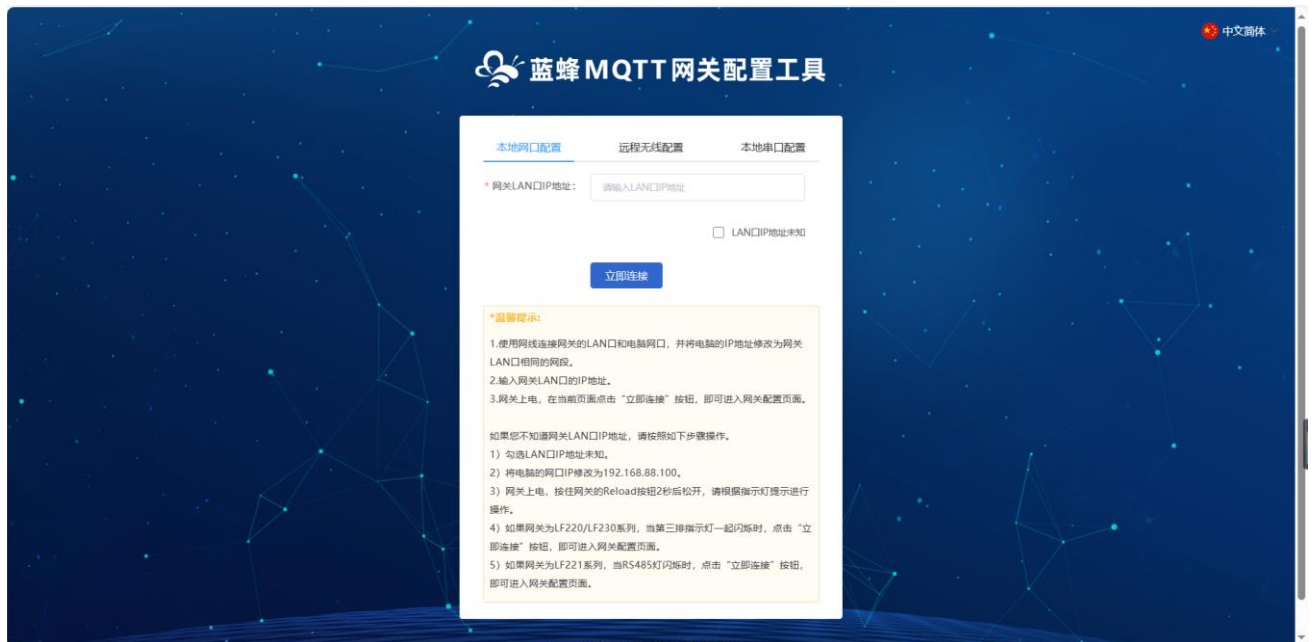 中文简体
蓝蜂MQTT网关配置工具
本地网口配置 远程无线配置 本地串口配置
* 网关LAN口IP地址: 请输入LAN口IP地址
LAN口IP地址未知
立即连接
*温馨提示:
1.使用网线连接网关的LAN口和电脑网口，并将电脑的IP地址修改为网关
LAN口相同的网段。
2.输入网关LAN口的IP地址。
3.网关上电，在当前页面点击“立即连接”按钮，即可进入网关配置页面。
如果您不知道网关LAN口IP地址，请按照如下步骤操作。
1）勾选LAN口IP地址未知。
2）将电脑的网口IP修改为192.168.88.100。
3）网关上电，按住网关的Reload按钮2秒后松开，请根据指示灯提示进行
操作。
4）如果网关为LF220/LF230系列，当第三排指示灯一起闪烁时，点击“立
即连接”按钮，即可进入网关配置页面。
5）如果网关为LF221系列，当RS485灯闪烁时，点击“立即连接”按钮，
即可进入网关配置页面。